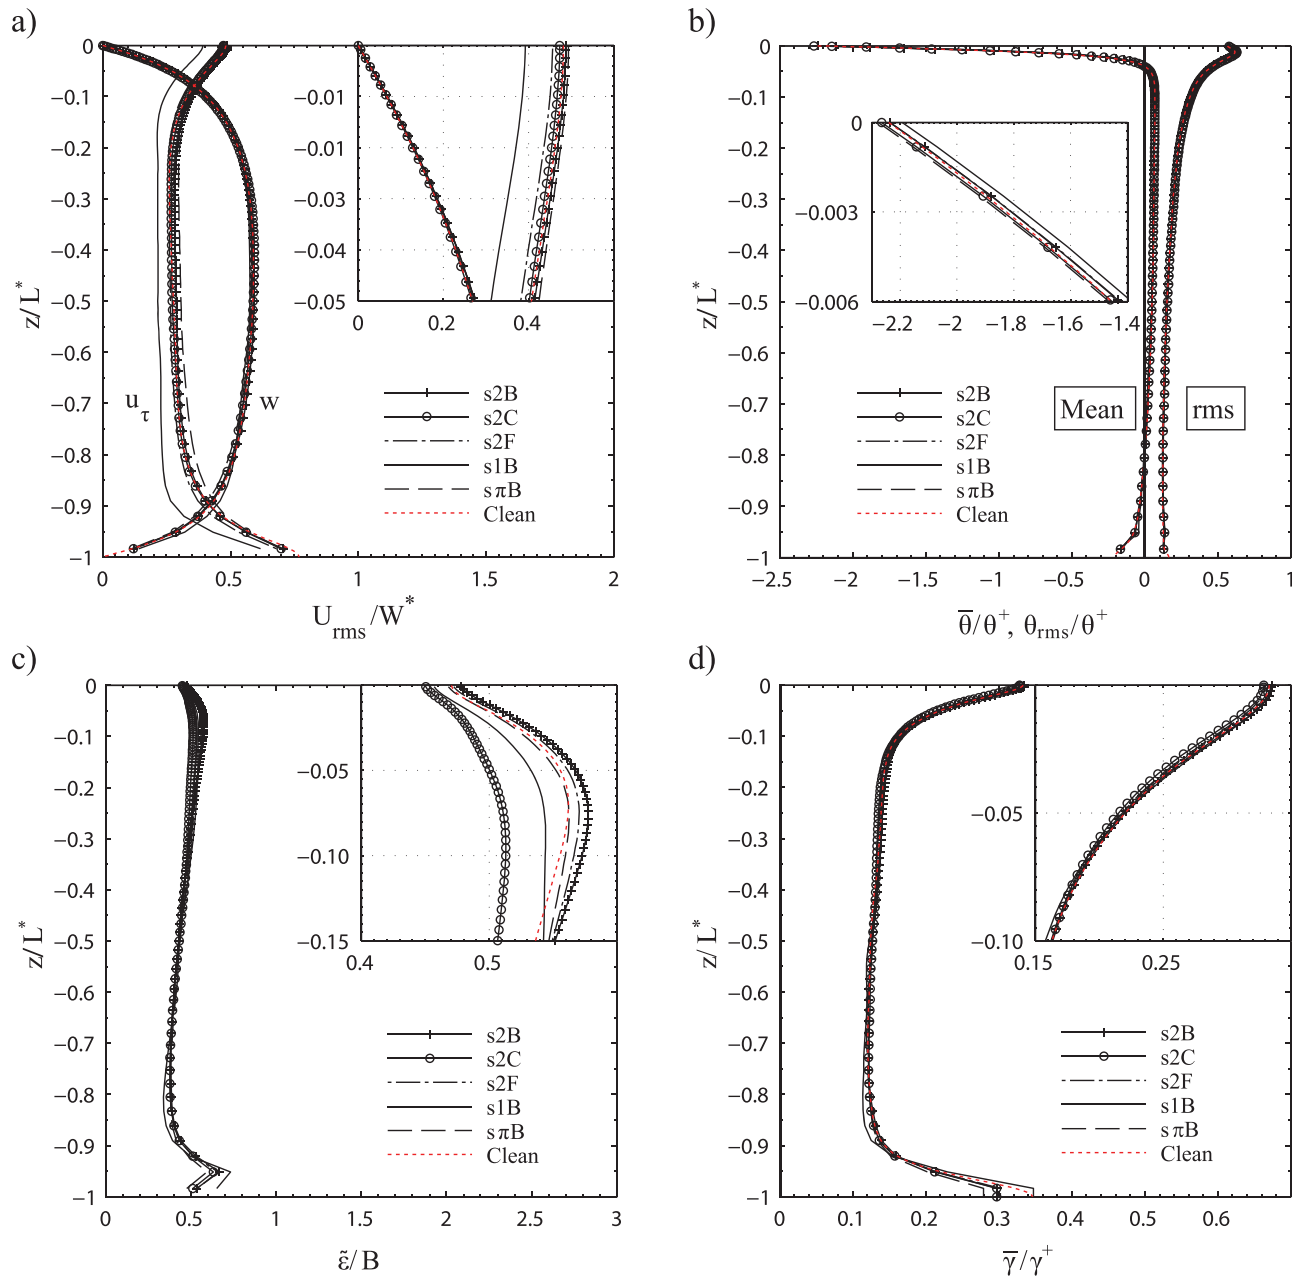 a)
0
−0.1
−0.2
−0.3
−0.4
−0.5
−0.6
−0.7
−0.8
−0.9
−1
z/L*
0
0.5
1
1.5
2
U_rms/W*
u_τ
w
0
−0.01
−0.01
−0.03
−0.04
−0.05
0
0.2
0.4
s2B
s2C
s2F
s1B
sπB
Clean
b)
0
−0.1
−0.2
−0.3
−0.4
−0.5
−0.6
−0.7
−0.8
−0.9
−1
z/L*
−2.5
−2
−1.5
−1
−0.5
0
0.5
1
θ̅/θ⁺, θ_rms/θ⁺
0
−0.003
−0.006
−2.2
−2
−1.8
−1.6
−1.4
Mean
rms
s2B
s2C
s2F
s1B
sπB
Clean
c)
0
−0.1
−0.2
−0.3
−0.4
−0.5
−0.6
−0.7
−0.8
−0.9
−1
z/L*
0
0.5
1
1.5
2
2.5
3
ε̃/B
−0.05
−0.10
−0.15
0.4
0.5
s2B
s2C
s2F
s1B
sπB
Clean
d)
0
−0.1
−0.2
−0.3
−0.4
−0.5
−0.6
−0.7
−0.8
−0.9
−1
z/L*
0
0.1
0.2
0.3
0.4
0.5
0.6
γ̅/γ⁺
−0.05
−0.10
0.15
0.25
s2B
s2C
s2F
s1B
sπB
Clean